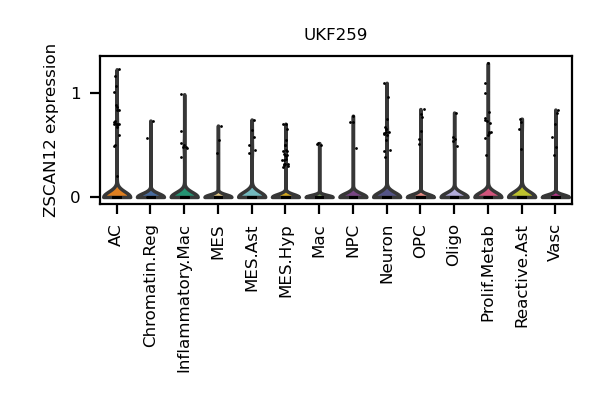 UKF259
ZSCAN12 expression
1
0
AC
Chromatin.Reg
Inflammatory.Mac
MES
MES.Ast
MES.Hyp
Mac
NPC
Neuron
OPC
Oligo
Prolif.Metab
Reactive.Ast
Vasc